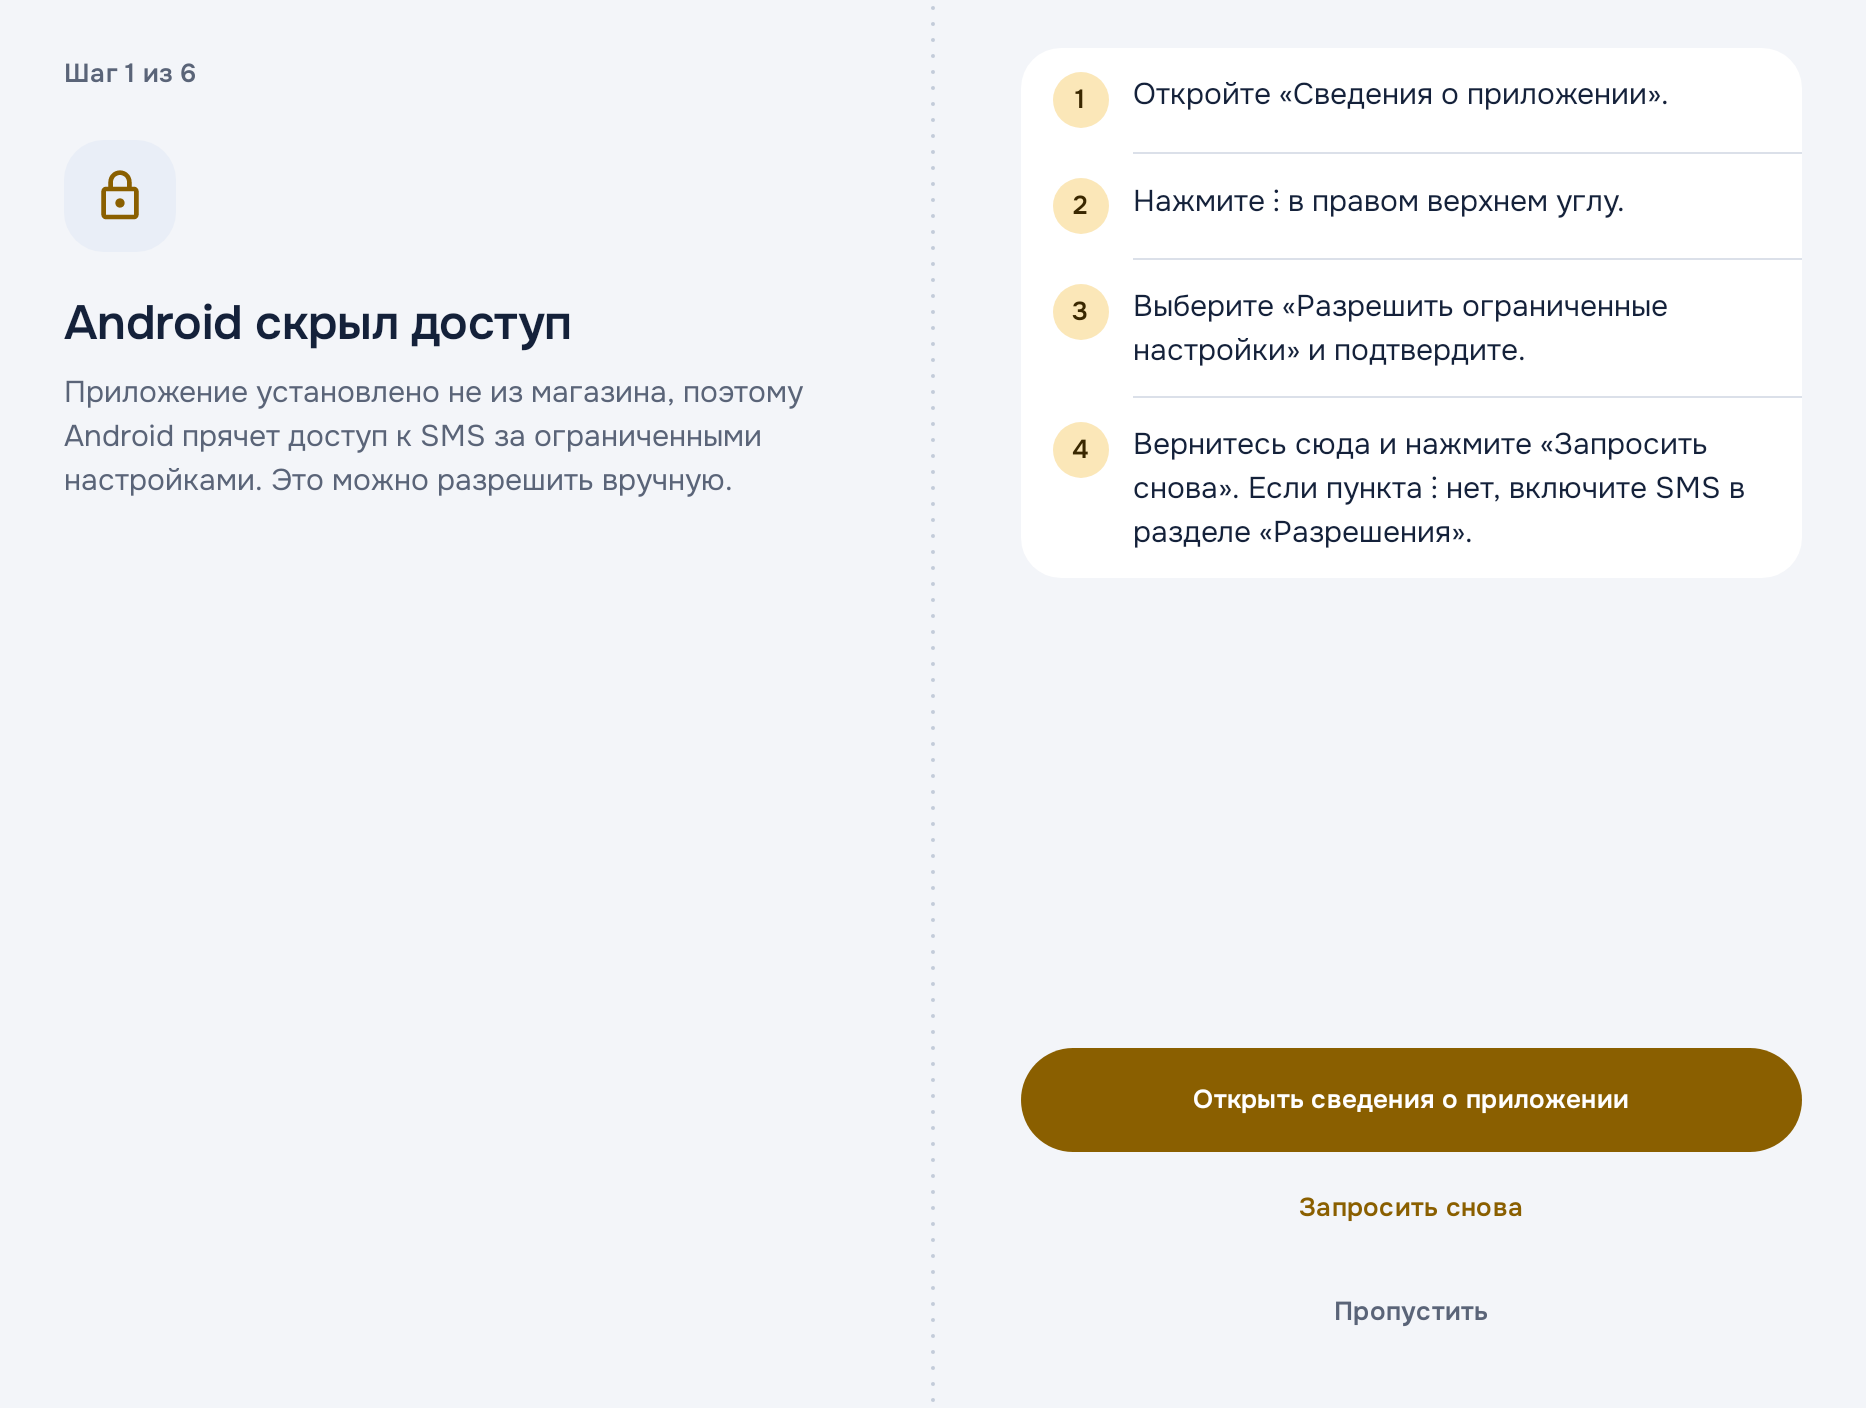 Шаг 1 из 6
Android скрыл доступ
Приложение установлено не из магазина, поэтому
Android прячет доступ к SMS за ограниченными
настройками. Это можно разрешить вручную.
1
Откройте «Сведения о приложении».
2
Нажмите ⋮ в правом верхнем углу.
3
Выберите «Разрешить ограниченные
настройки» и подтвердите.
4
Вернитесь сюда и нажмите «Запросить
снова». Если пункта ⋮ нет, включите SMS в
разделе «Разрешения».
Открыть сведения о приложении
Запросить снова
Пропустить